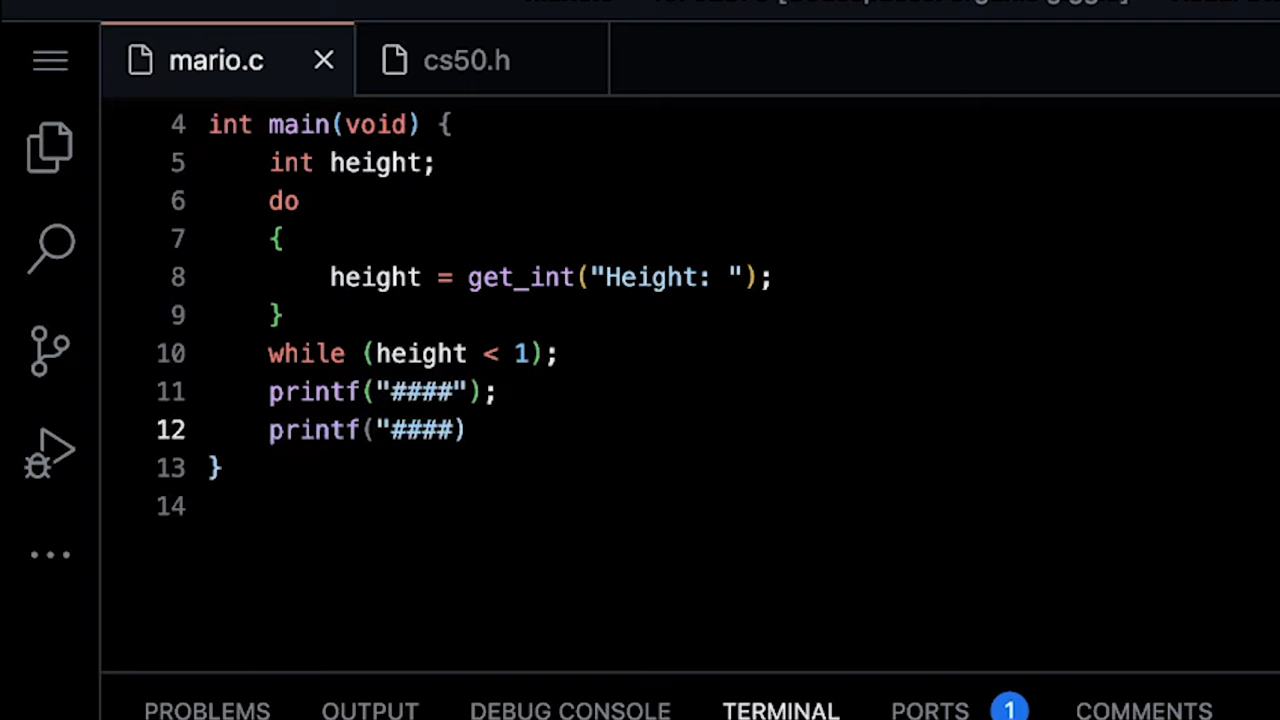 mario.c
cs50.h
4 int main(void) {
5     int height;
6     do
7     {
8         height = get_int("Height: ");
9     }
10     while (height < 1);
11     printf("####");
12     printf("####)
13 }
14
PROBLEMS OUTPUT DEBUG CONSOLE TERMINAL PORTS 1 COMMENTS